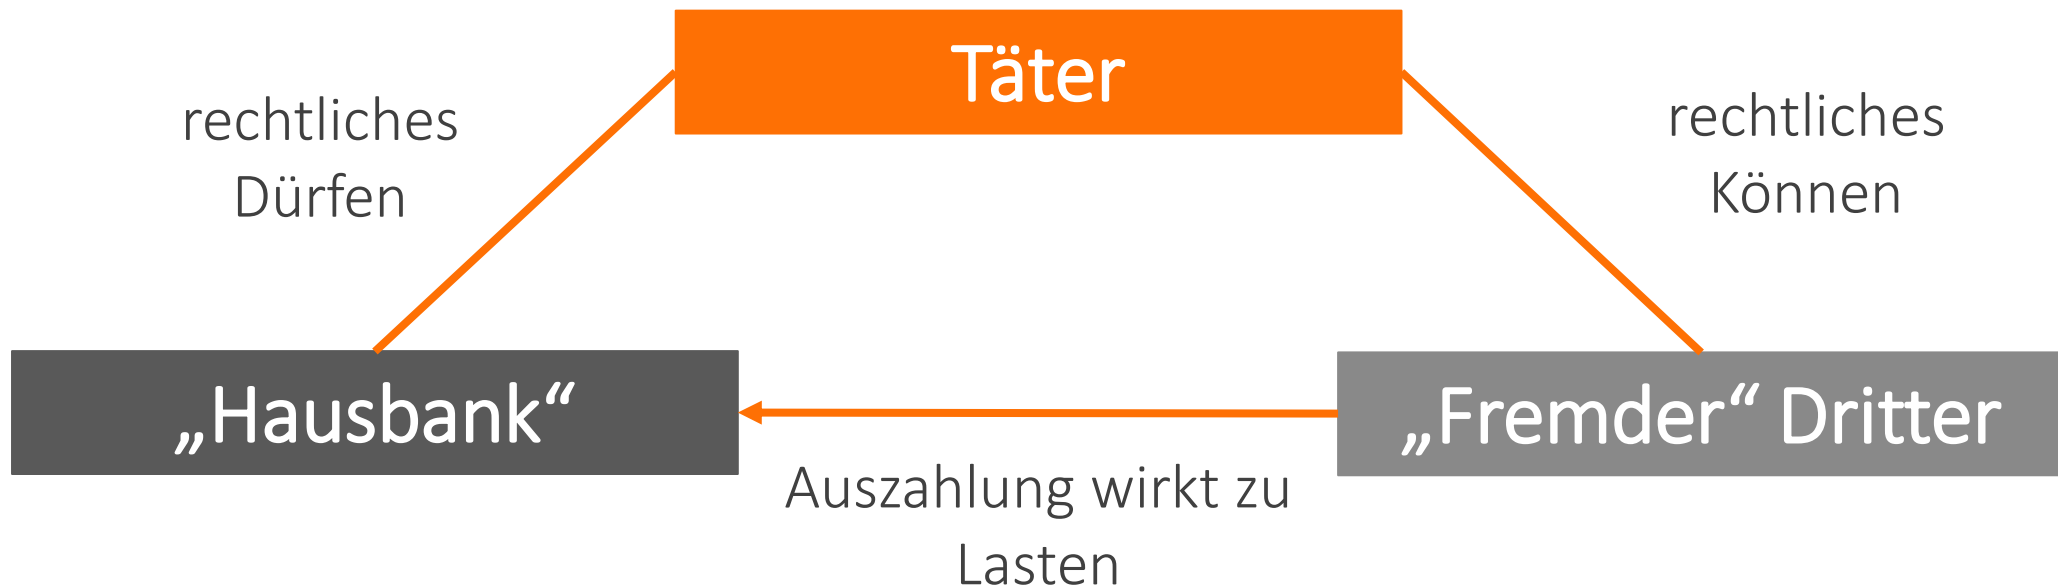 Täter
rechtliches
Dürfen
rechtliches
Können
„Hausbank“
„Fremder“ Dritter
Auszahlung wirkt zu
Lasten